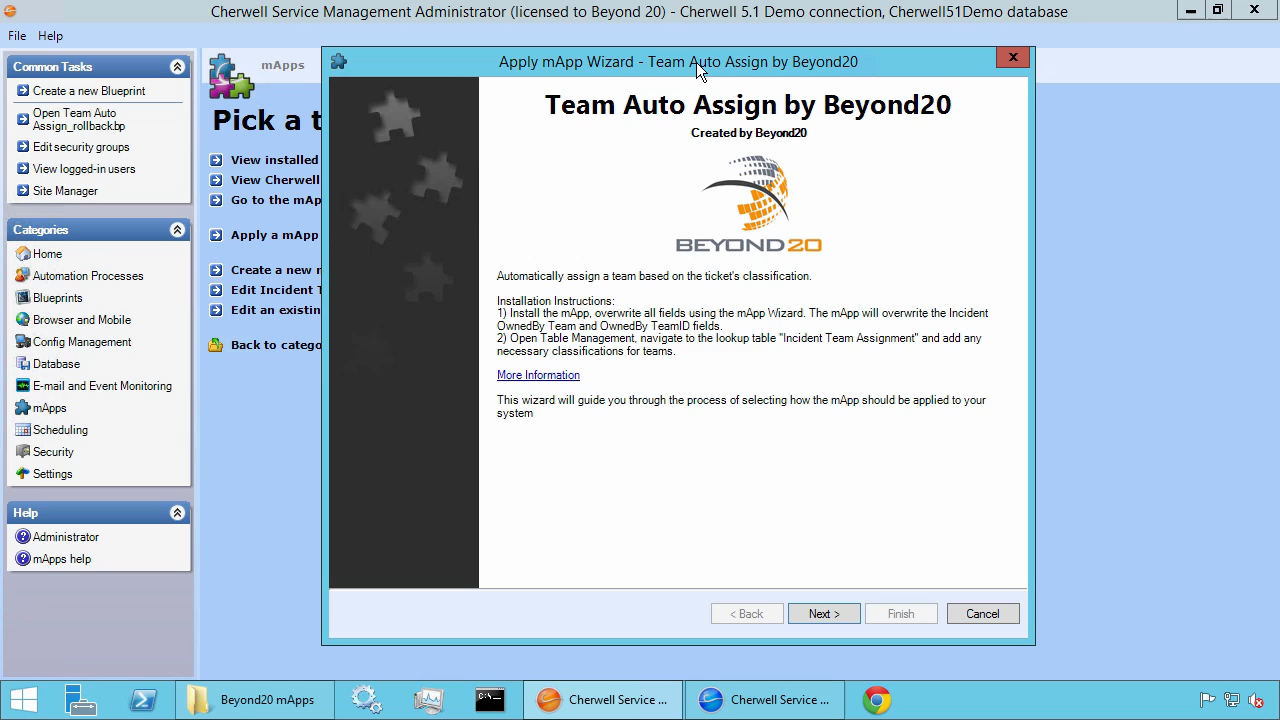 Cherwell Service Management Administrator (licensed to Beyond 20) - Cherwell 5.1 Demo connection, Cherwell51Demo database
File Help
Common Tasks
Create a new Blueprint
Open Team Auto
Assign_rollback.bp
Edit security groups
View logged-in users
Site Manager
Categories
Home
Automation Processes
Blueprints
Browser and Mobile
Config Management
Database
E-mail and Event Monitoring
mApps
Scheduling
Security
Settings
Help
Administrator
mApps help
mApps
Pick a t
View installed
View Cherwell
Go to the mAp
Apply a mApp
Create a new
Edit Incident T
Edit an existin
Back to catego
Apply mApp Wizard - Team Auto Assign by Beyond20
Team Auto Assign by Beyond20
Created by Beyond20
BEYOND20
Automatically assign a team based on the ticket's classification.
Installation Instructions:
1) Install the mApp, overwrite all fields using the mApp Wizard. The mApp will overwrite the Incident
OwnedBy Team and OwnedBy TeamID fields.
2) Open Table Management, navigate to the lookup table "Incident Team Assignment" and add any
necessary classifications for teams.
More Information
This wizard will guide you through the process of selecting how the mApp should be applied to your
system
< Back Next > Finish Cancel
Beyond20 mApps
Cherwell Service ...
Cherwell Service ...